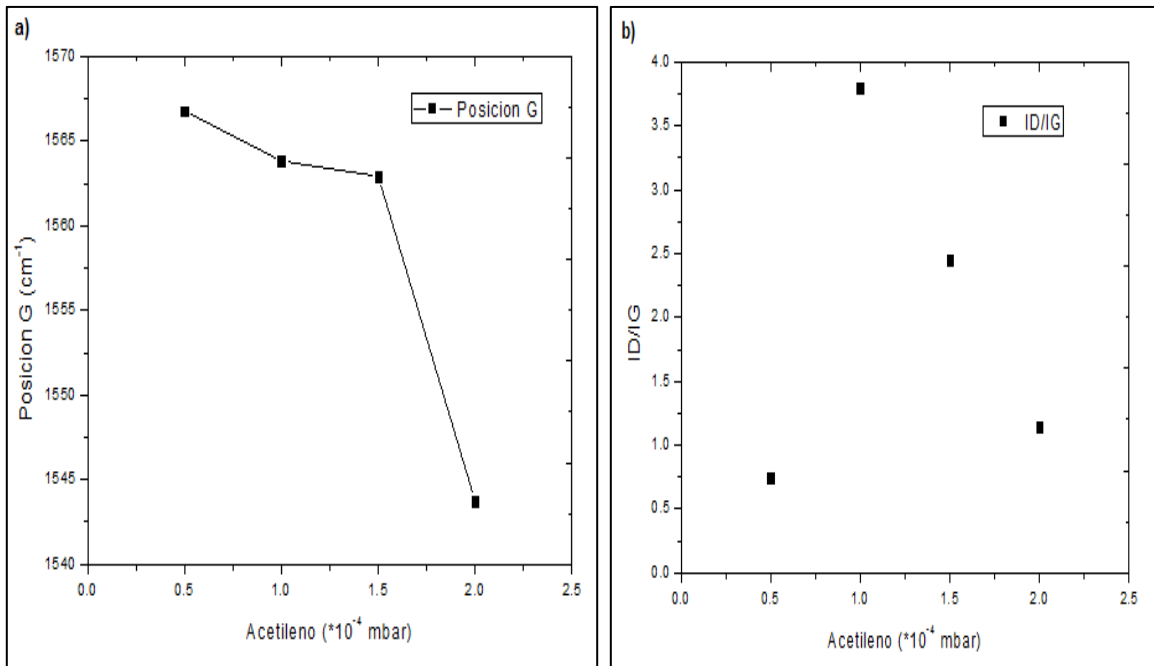 a)
1570
1565
1560
1555
1550
1545
1540
Posicion G (cm⁻¹)
Posicion G
0.0 0.5 1.0 1.5 2.0 2.5
Acetileno (*10⁻⁴ mbar)
b)
4.0
3.5
3.0
2.5
2.0
1.5
1.0
0.5
0.0
ID/IG
ID/IG
0.0 0.5 1.0 1.5 2.0 2.5
Acetileno (*10⁻⁴ mbar)